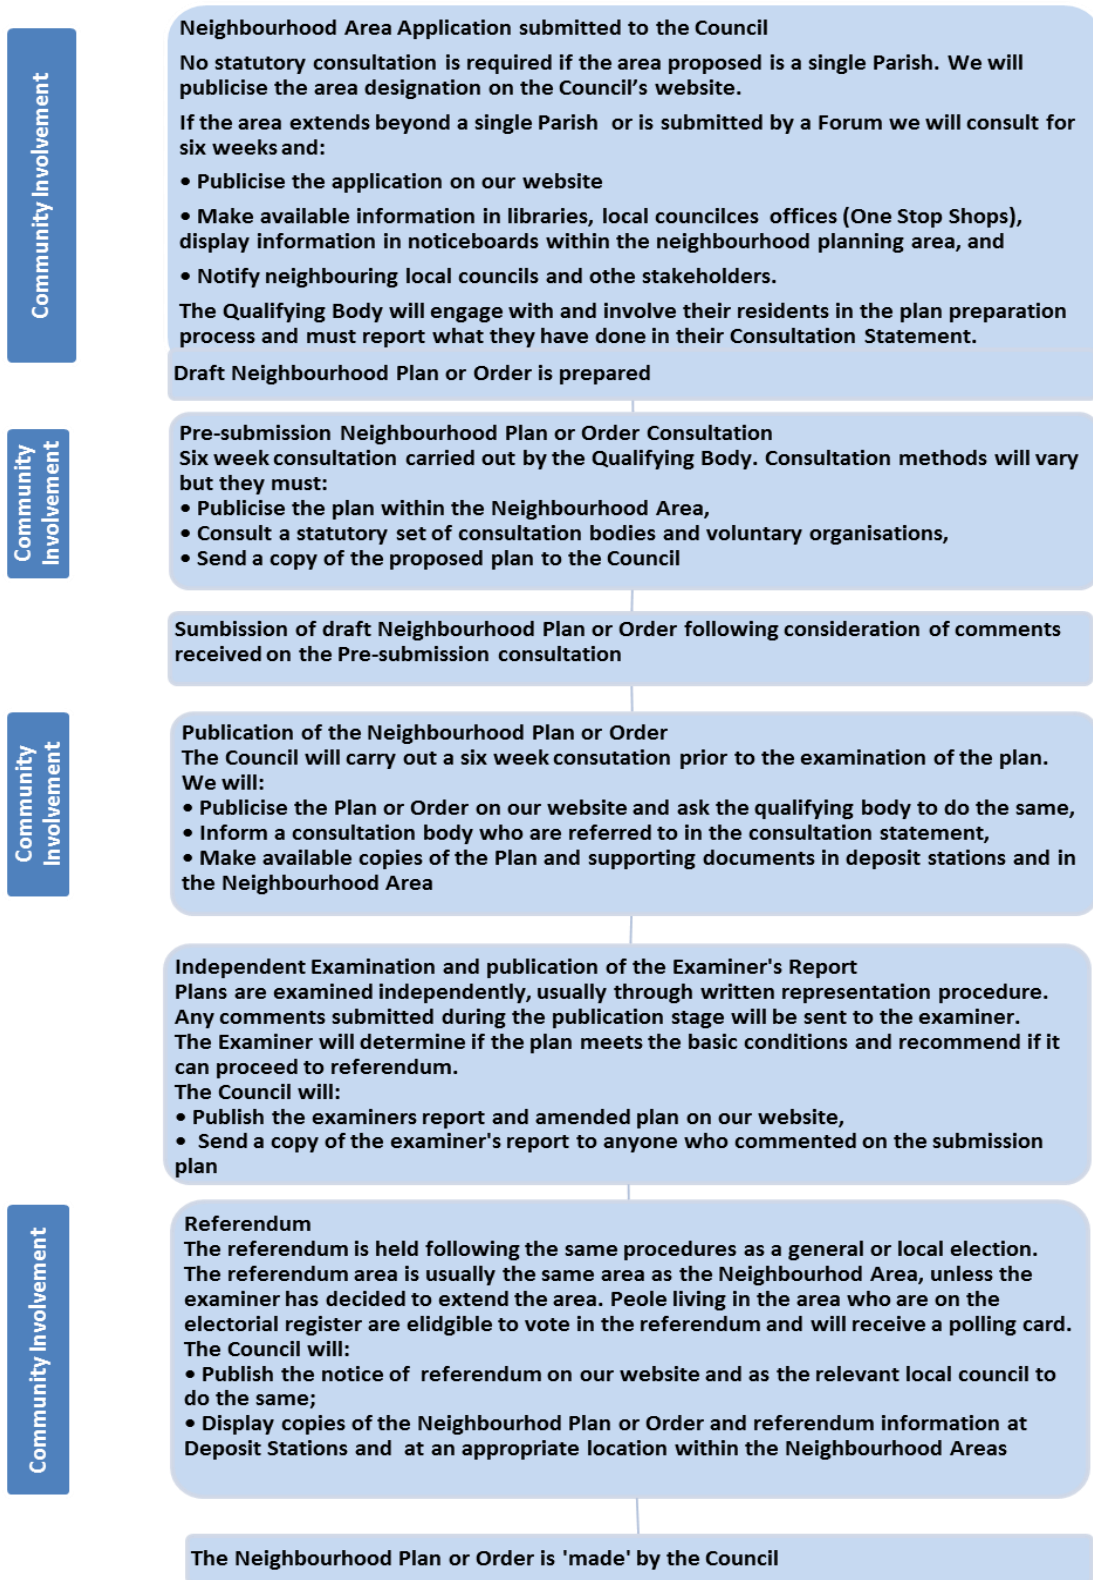 Community Involvement
Neighbourhood Area Application submitted to the Council
No statutory consultation is required if the area proposed is a single Parish. We will
publicise the area designation on the Council’s website.
If the area extends beyond a single Parish or is submitted by a Forum we will consult for
six weeks and:
• Publicise the application on our website
• Make available information in libraries, local councilces offices (One Stop Shops),
display information in noticeboards within the neighbourhood planning area, and
• Notify neighbouring local councils and other stakeholders.
The Qualifying Body will engage with and involve their residents in the plan preparation
process and must report what they have done in their Consultation Statement.
Draft Neighbourhood Plan or Order is prepared
Community
Involvement
Pre-submission Neighbourhood Plan or Order Consultation
Six week consultation carried out by the Qualifying Body. Consultation methods will vary
but they must:
• Publicise the plan within the Neighbourhood Area,
• Consult a statutory set of consultation bodies and voluntary organisations,
• Send a copy of the proposed plan to the Council
Sumbission of draft Neighbourhood Plan or Order following consideration of comments
received on the Pre-submission consultation
Community
Involvement
Publication of the Neighbourhood Plan or Order
The Council will carry out a six week consutation prior to the examination of the plan.
We will:
• Publicise the Plan or Order on our website and ask the qualifying body to do the same,
• Inform a consultation body who are referred to in the consultation statement,
• Make available copies of the Plan and supporting documents in deposit stations and in
the Neighbourhood Area
Independent Examination and publication of the Examiner's Report
Plans are examined independently, usually through written representation procedure.
Any comments submitted during the publication stage will be sent to the examiner.
The Examiner will determine if the plan meets the basic conditions and recommend if it
can proceed to referendum.
The Council will:
• Publish the examiners report and amended plan on our website,
• Send a copy of the examiner's report to anyone who commented on the submission
plan
Community Involvement
Referendum
The referendum is held following the same procedures as a general or local election.
The referendum area is usually the same area as the Neighbourhod Area, unless the
examiner has decided to extend the area. Peole living in the area who are on the
electorial register are elidgible to vote in the referendum and will receive a polling card.
The Council will:
• Publish the notice of referendum on our website and as the relevant local council to
do the same;
• Display copies of the Neighbourhod Plan or Order and referendum information at
Deposit Stations and at an appropriate location within the Neighbourhood Areas
The Neighbourhood Plan or Order is 'made' by the Council